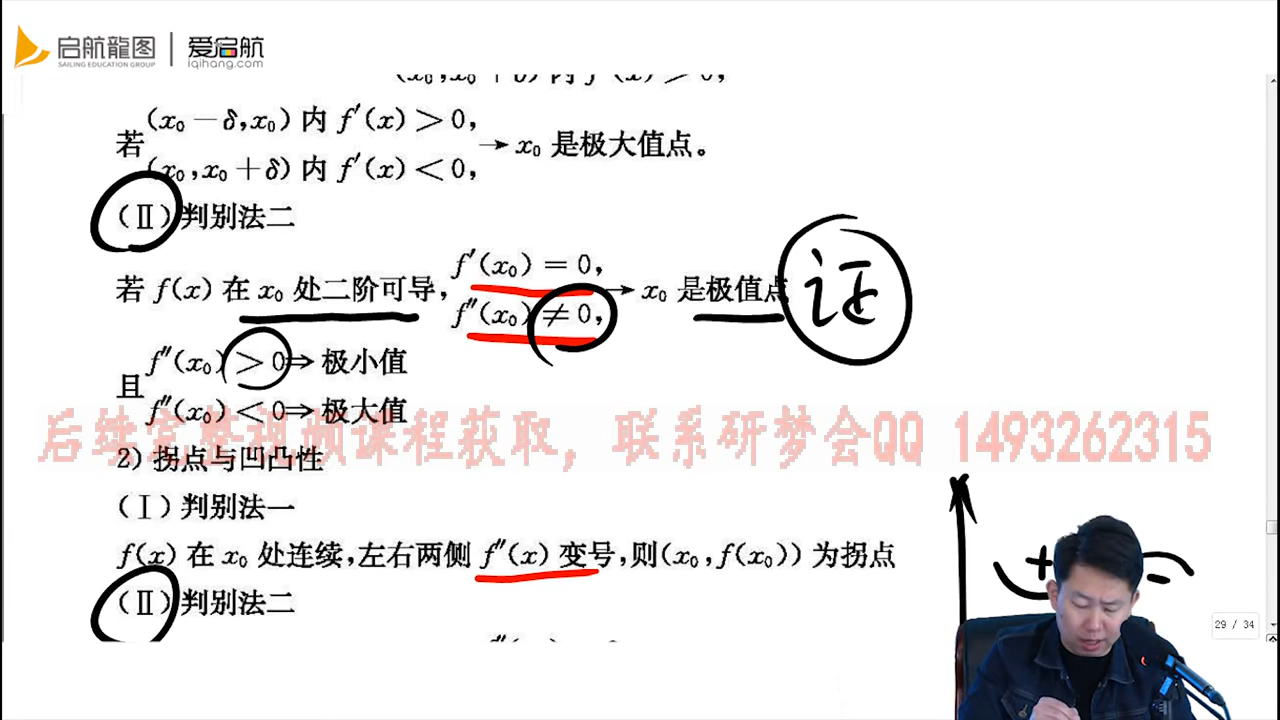 启航龍图 | 爱启航
SAILING EDUCATION GROUP iqihang.com
(x₀,x₀+δ)内 f′(x)>0,
若 (x₀−δ,x₀)内 f′(x)>0,
(x₀,x₀+δ)内 f′(x)<0, → x₀ 是极大值点。
(Ⅱ)判别法二
若 f(x) 在 x₀ 处二阶可导, f′(x₀)=0,
f″(x₀)≠0, → x₀ 是极值点 证
且 f″(x₀)>0⇒极小值
f″(x₀)<0⇒极大值
后续完整视频课程获取，联系研梦会QQ 1493262315
2) 拐点与凹凸性
(Ⅰ)判别法一
f(x) 在 x₀ 处连续,左右两侧 f″(x) 变号,则(x₀,f(x₀)) 为拐点
+ −
(Ⅱ)判别法二
29 / 34